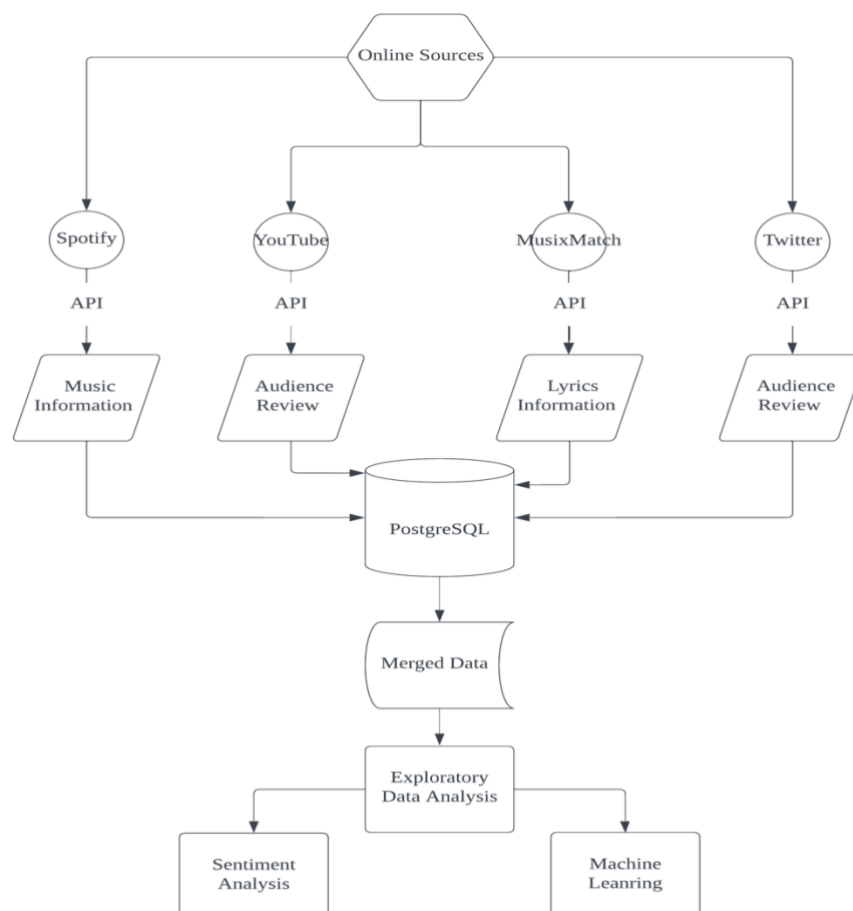 Online Sources
Spotify
YouTube
MusixMatch
Twitter
API
API
API
API
Music
Information
Audience
Review
Lyrics
Information
Audience
Review
PostgreSQL
Merged Data
Exploratory
Data Analysis
Sentiment
Analysis
Machine
Leanring